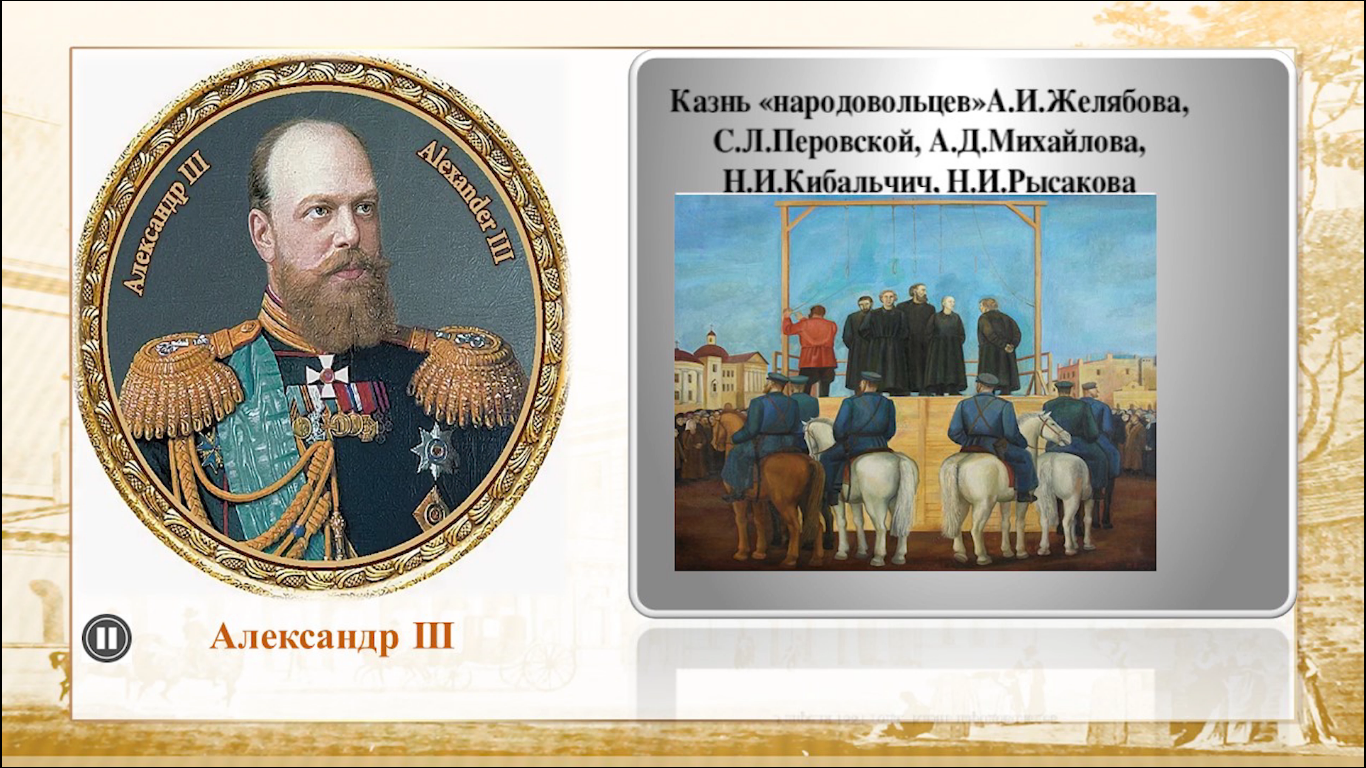 Александр III
Alexander III
Александр III
Казнь «народовольцев»А.И.Желябова,
С.Л.Перовской, А.Д.Михайлова,
Н.И.Кибальчич, Н.И.Рысакова